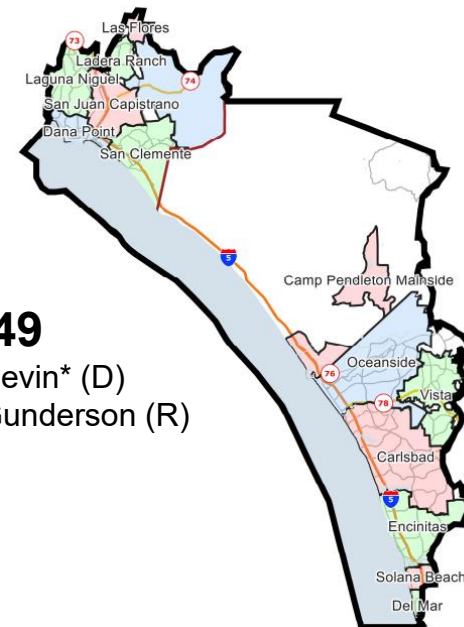 Las Flores
73
Ladera Ranch
74
Laguna Niguel
San Juan Capistrano
Dana Point
San Clemente
5
Camp Pendleton Mainside
49
evin* (D)
Gunderson (R)
Oceanside
76
78
Vista
Carlsbad
5
Encinitas
Solana Beach
Del Mar